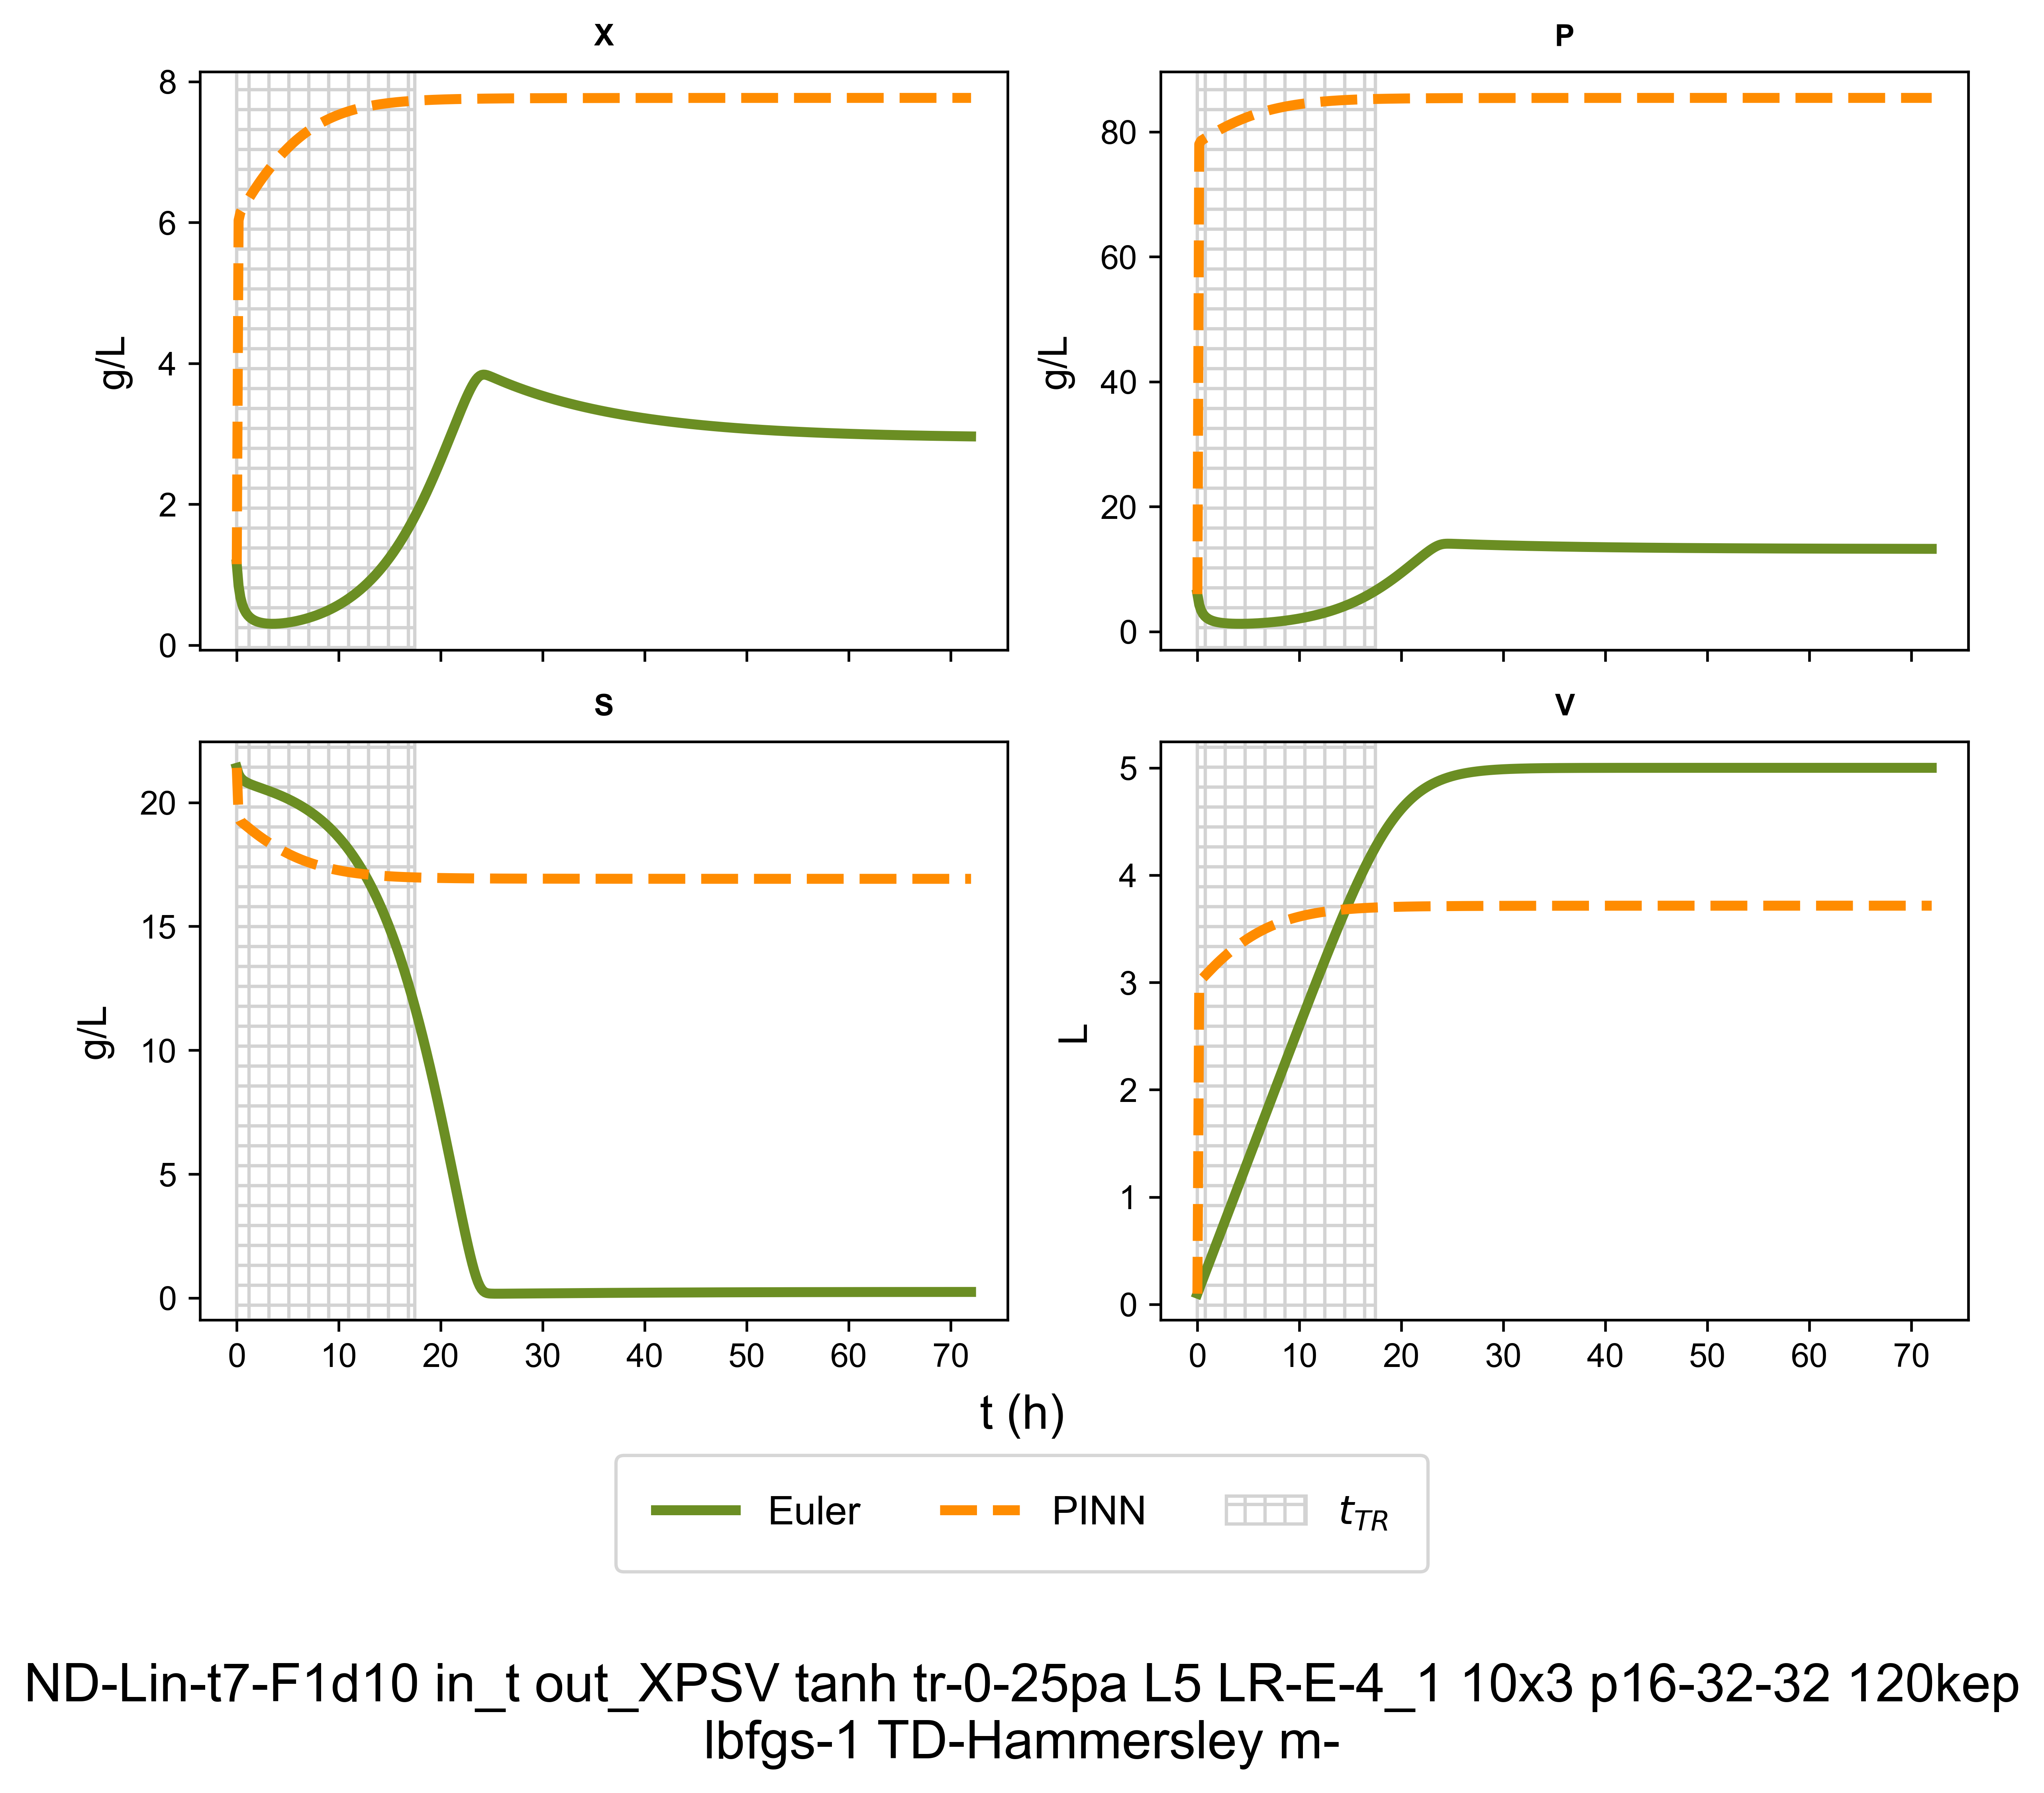 X
8
6
4
2
0
g/L
P
80
60
40
20
0
g/L
S
20
15
10
5
0
g/L
0 10 20 30 40 50 60 70
V
5
4
3
2
1
0
L
0 10 20 30 40 50 60 70
t (h)
Euler PINN t_{TR}
ND-Lin-t7-F1d10 in_t out_XPSV tanh tr-0-25pa L5 LR-E-4_1 10x3 p16-32-32 120kep
lbfgs-1 TD-Hammersley m-